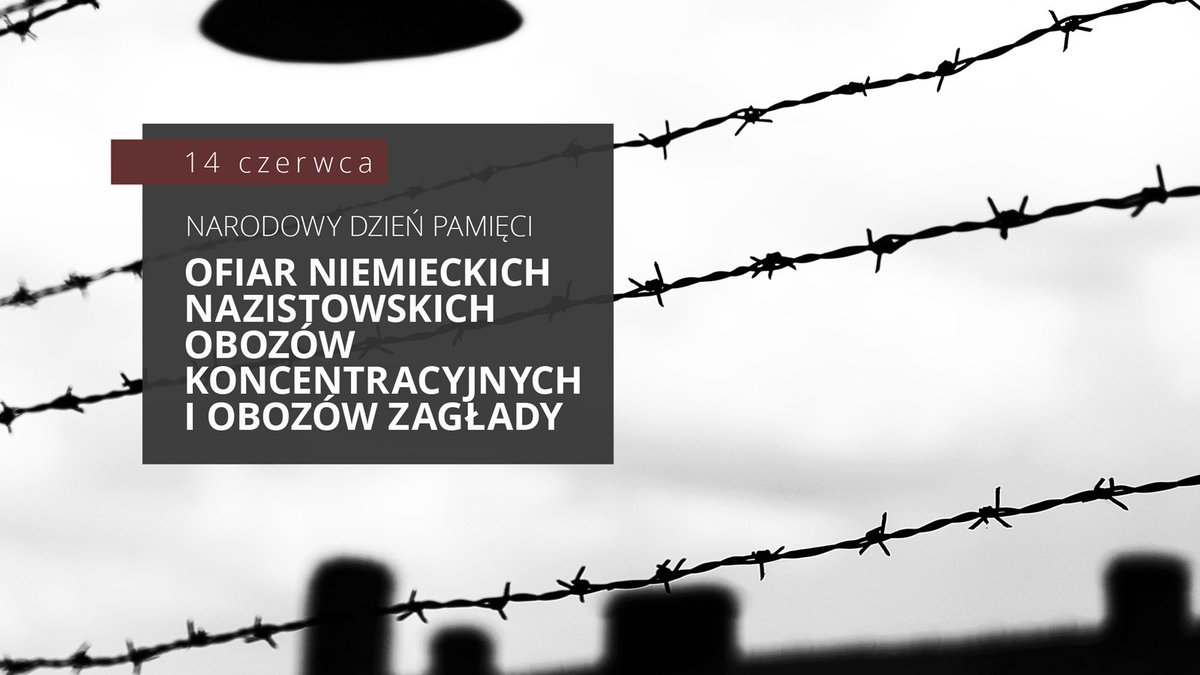 14 czerwca
NARODOWY DZIEŃ PAMIĘCI
OFIAR NIEMIECKICH
NAZISTOWSKICH
OBOZÓW
KONCENTRACYJNYCH
I OBOZÓW ZAGŁADY